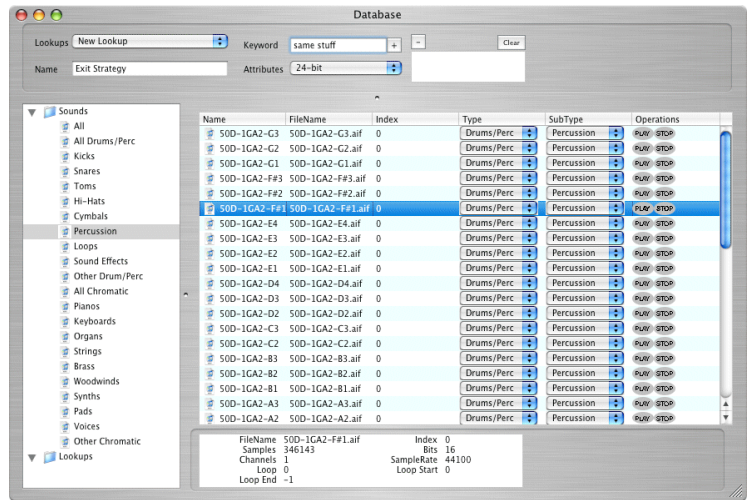 Database
Lookups New Lookup Keyword same stuff + - Clear
Name Exit Strategy Attributes 24-bit
Sounds
All
All Drums/Perc
Kicks
Snares
Toms
Hi-Hats
Cymbals
Percussion
Loops
Sound Effects
Other Drum/Perc
All Chromatic
Pianos
Keyboards
Organs
Strings
Brass
Woodwinds
Synths
Pads
Voices
Other Chromatic
Lookups
Name FileName Index Type SubType Operations
50D-1GA2-G3 50D-1GA2-G3.aif 0 Drums/Perc Percussion PLAY STOP
50D-1GA2-G2 50D-1GA2-G2.aif 0 Drums/Perc Percussion PLAY STOP
50D-1GA2-G1 50D-1GA2-G1.aif 0 Drums/Perc Percussion PLAY STOP
50D-1GA2-F#3 50D-1GA2-F#3.aif 0 Drums/Perc Percussion PLAY STOP
50D-1GA2-F#2 50D-1GA2-F#2.aif 0 Drums/Perc Percussion PLAY STOP
50D-1GA2-F#1 50D-1GA2-F#1.aif 0 Drums/Perc Percussion PLAY STOP
50D-1GA2-E4 50D-1GA2-E4.aif 0 Drums/Perc Percussion PLAY STOP
50D-1GA2-E3 50D-1GA2-E3.aif 0 Drums/Perc Percussion PLAY STOP
50D-1GA2-E2 50D-1GA2-E2.aif 0 Drums/Perc Percussion PLAY STOP
50D-1GA2-E1 50D-1GA2-E1.aif 0 Drums/Perc Percussion PLAY STOP
50D-1GA2-D4 50D-1GA2-D4.aif 0 Drums/Perc Percussion PLAY STOP
50D-1GA2-D3 50D-1GA2-D3.aif 0 Drums/Perc Percussion PLAY STOP
50D-1GA2-D2 50D-1GA2-D2.aif 0 Drums/Perc Percussion PLAY STOP
50D-1GA2-C3 50D-1GA2-C3.aif 0 Drums/Perc Percussion PLAY STOP
50D-1GA2-C2 50D-1GA2-C2.aif 0 Drums/Perc Percussion PLAY STOP
50D-1GA2-B3 50D-1GA2-B3.aif 0 Drums/Perc Percussion PLAY STOP
50D-1GA2-B2 50D-1GA2-B2.aif 0 Drums/Perc Percussion PLAY STOP
50D-1GA2-B1 50D-1GA2-B1.aif 0 Drums/Perc Percussion PLAY STOP
50D-1GA2-A3 50D-1GA2-A3.aif 0 Drums/Perc Percussion PLAY STOP
50D-1GA2-A2 50D-1GA2-A2.aif 0 Drums/Perc Percussion PLAY STOP
FileName 50D-1GA2-F#1.aif Index 0
Samples 346143 Bits 16
Channels 1 SampleRate 44100
Loop 0 Loop Start 0
Loop End -1